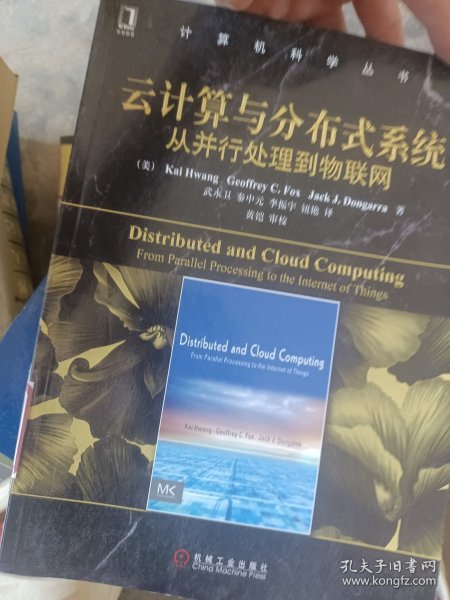 计算机科学丛书
云计算与分布式系统
从并行处理到物联网
(美) Kai Hwang Geoffrey C. Fox Jack J. Dongarra 著
武永卫 秦中元 李振宇 钮艳 译
黄铠 审校
Distributed and Cloud Computing
From Parallel Processing to the Internet of Things
Distributed and Cloud Computing
From Parallel Processing to the Internet of Things
Kai Hwang · Geoffrey C. Fox · Jack J. Dongarra
MK
机械工业出版社
China Machine Press
孔夫子旧书网
www.kongfz.com